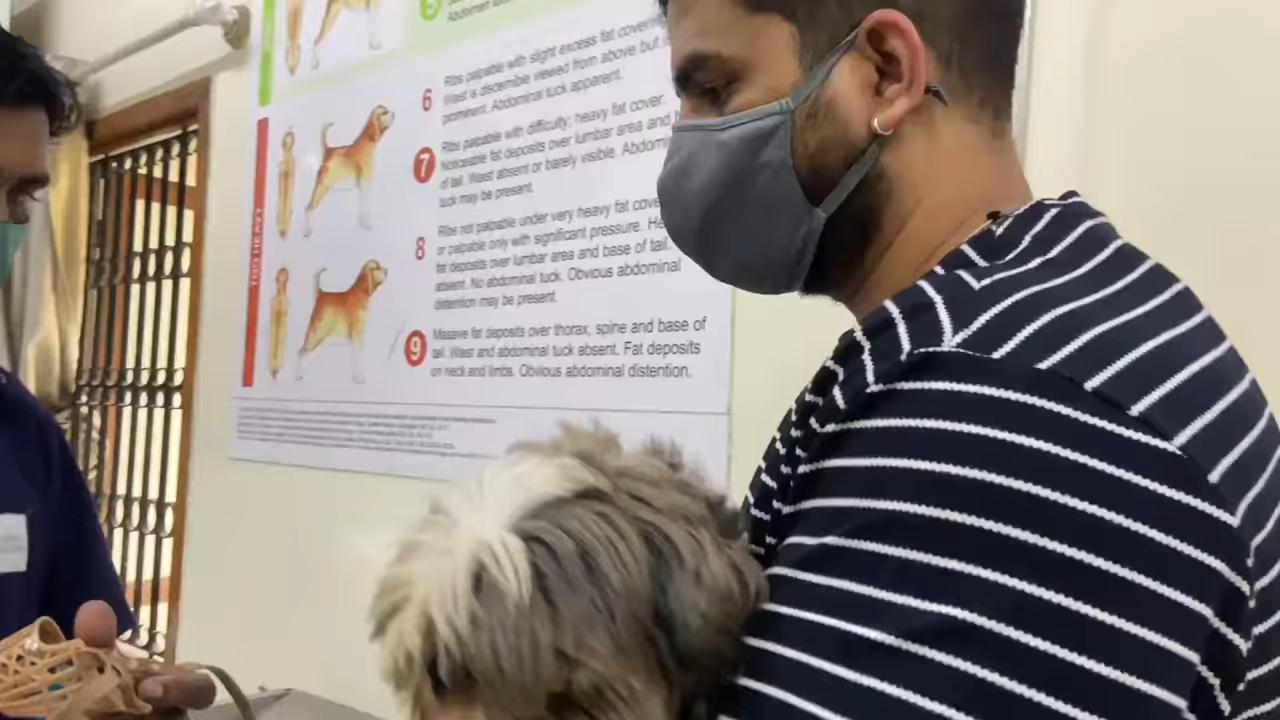 5
Abdomen
Ribs palpable with slight excess fat
Waist is discernible viewed from above but
6
prominent. Abdominal tuck apparent.
Ribs palpable with difficulty; heavy fat cover.
7
Noticeable fat deposits over lumbar area and
of tail. Waist absent or barely visible.
tuck may be present.
Ribs not palpable under very heavy fat
8
or palpable only with significant pressure.
fat deposits over lumbar area and base of tail.
absent. No abdominal tuck. Obvious abdominal
distention may be present.
TOO HEAVY
Massive fat deposits over thorax, spine and base of
9
tail. Waist and abdominal tuck absent. Fat deposits
on neck and limbs. Obvious abdominal distention.